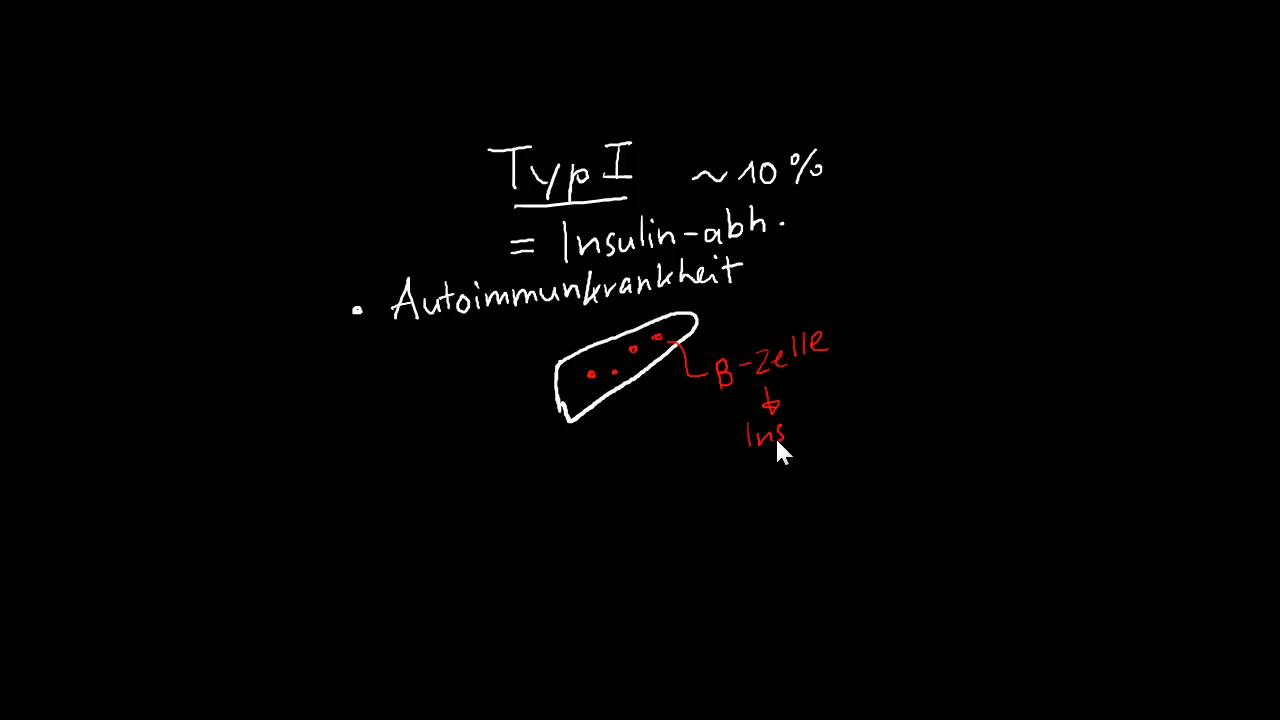 Typ I ~10%
= Insulin-abh.
• Autoimmunkrankheit
B-Zelle
Ins